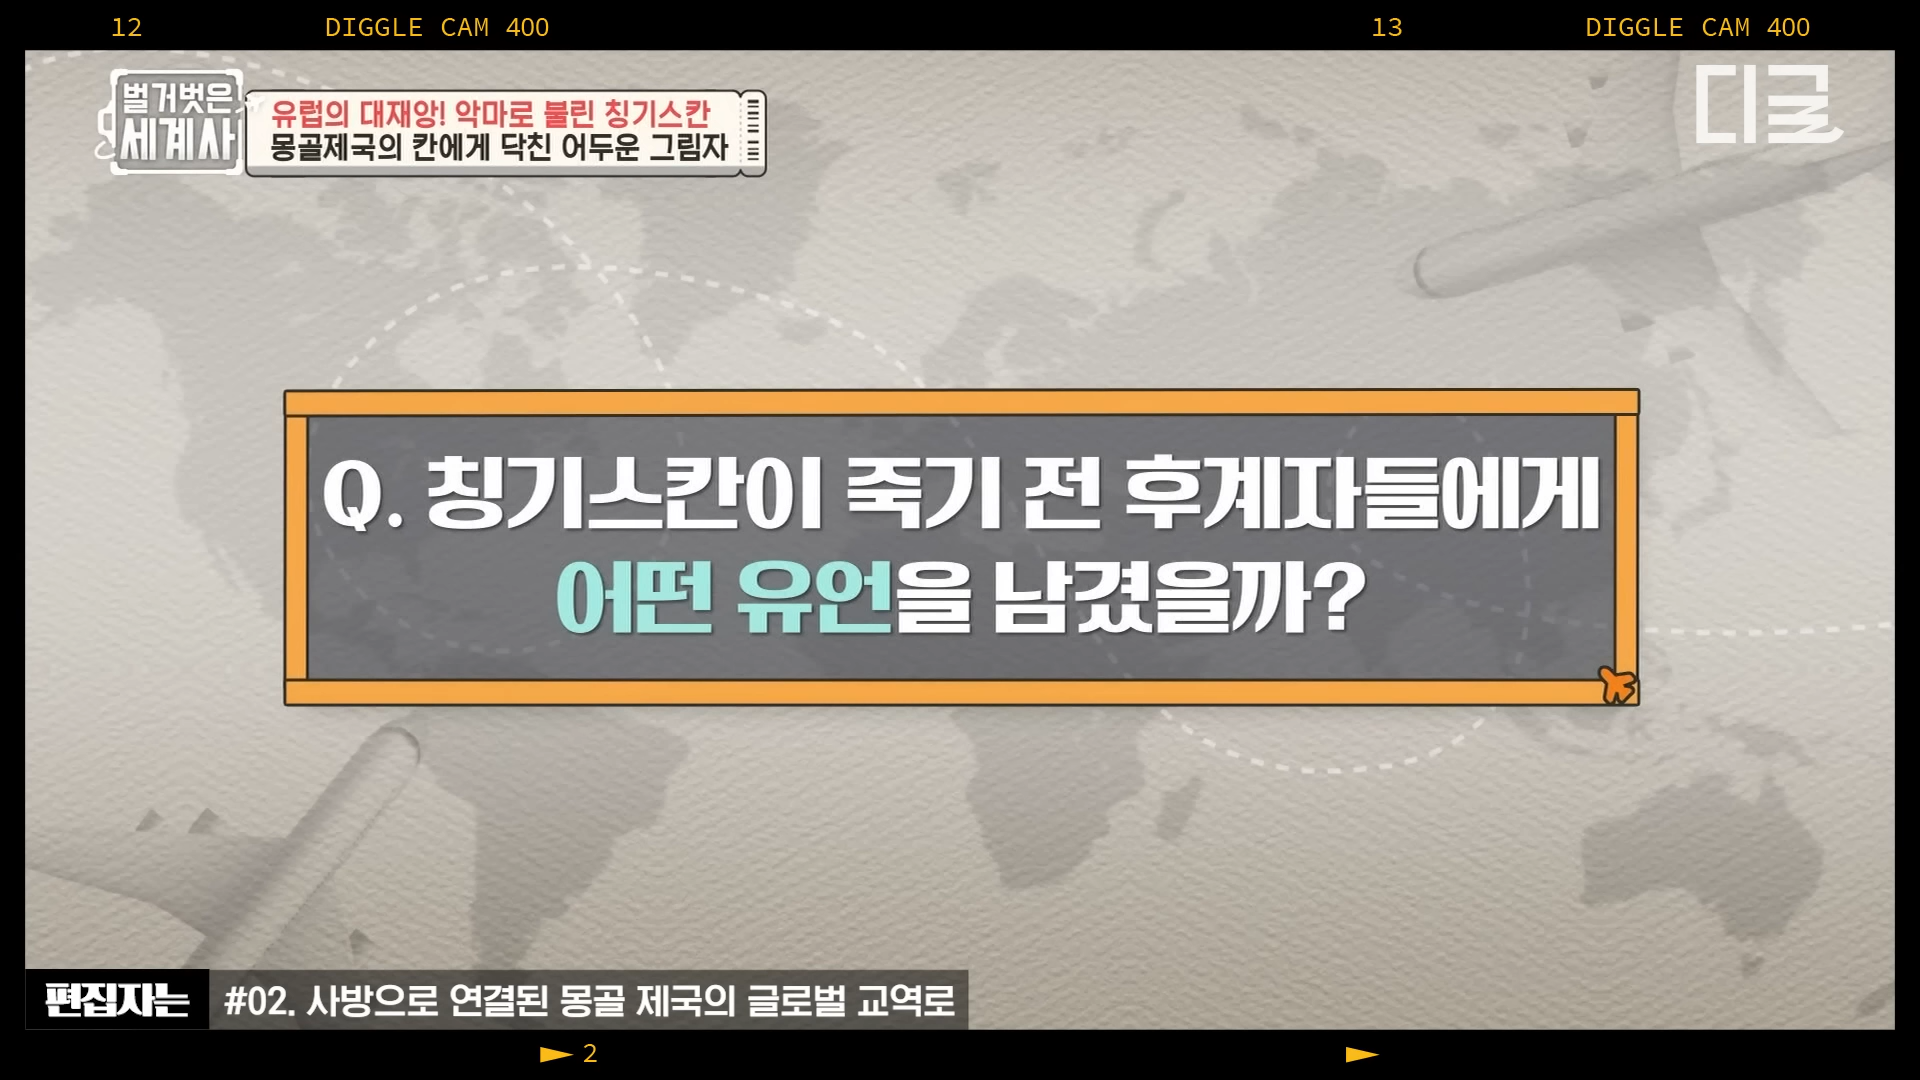 12 DIGGLE CAM 400 13 DIGGLE CAM 400
벌거벗은
세계사
유럽의 대재앙! 악마로 불린 칭기스칸
몽골제국의 칸에게 닥친 어두운 그림자
디글
Q. 칭기스칸이 죽기 전 후계자들에게
어떤 유언을 남겼을까?
편집자는 #02. 사방으로 연결된 몽골 제국의 글로벌 교역로
2